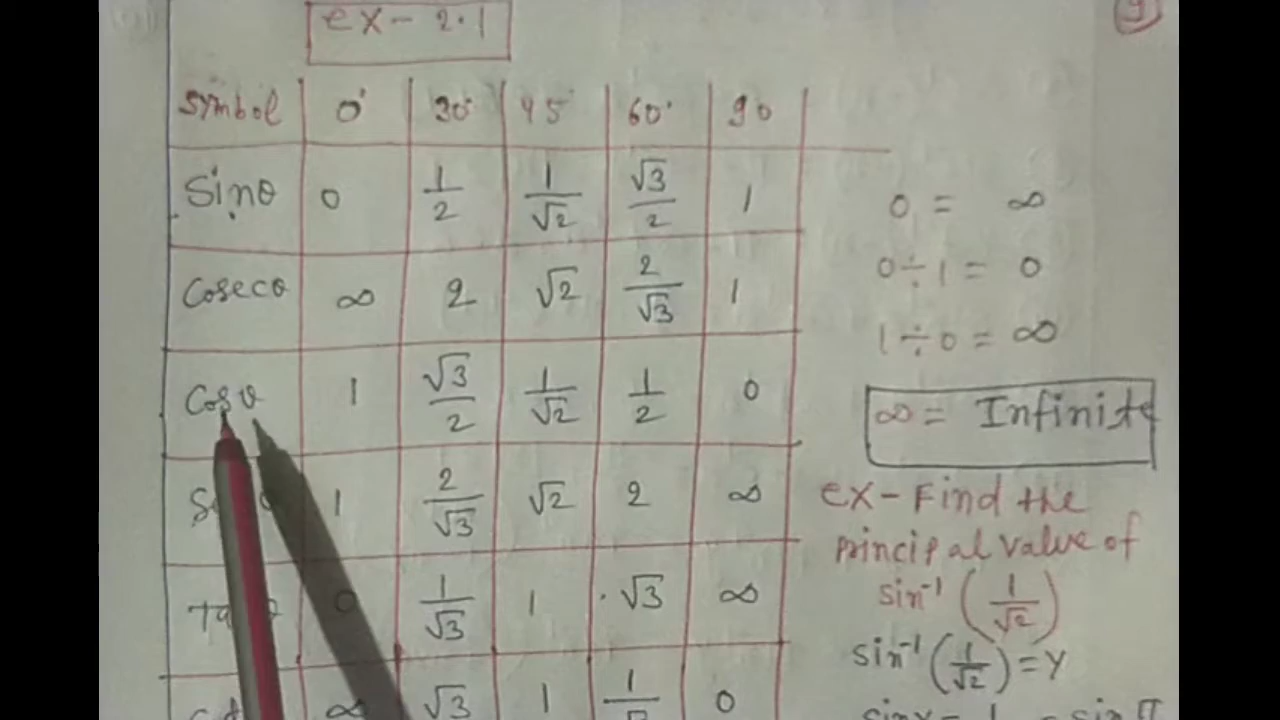 ex - 2.1
9
Symbol 0° 30° 45° 60° 90
Sinθ 0 1/2 1/√2 √3/2 1
Cosecθ ∞ 2 √2 2/√3 1
Cosθ 1 √3/2 1/√2 1/2 0
1 2/√3 √2 2 ∞
0 1/√3 1 √3 ∞
∞ √3 1 0
0 = ∞
0 ÷ 1 = 0
1 ÷ 0 = ∞
∞ = Infinite
ex - Find the
principal value of
sin⁻¹ (1/√2)
sin⁻¹ (1/√2) = y